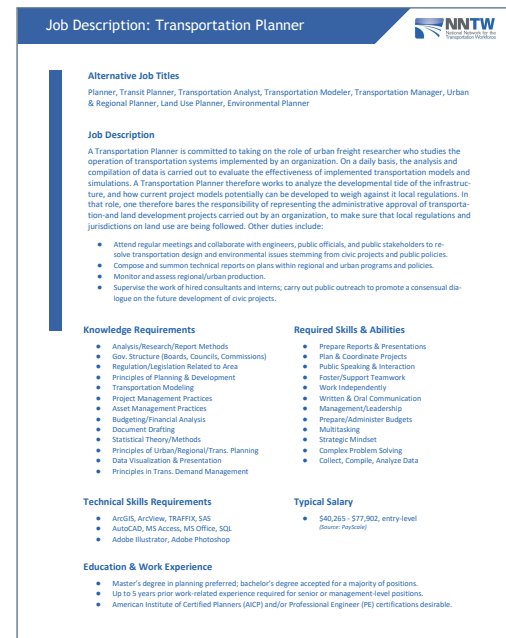 Job Description: Transportation Planner
NNTW
National Network for the
Transportation Workforce
Alternative Job Titles
Planner, Transit Planner, Transportation Analyst, Transportation Modeler, Transportation Manager, Urban
& Regional Planner, Land Use Planner, Environmental Planner
Job Description
A Transportation Planner is committed to taking on the role of urban freight researcher who studies the
operation of transportation systems implemented by an organization. On a daily basis, the analysis and
compilation of data is carried out to evaluate the effectiveness of implemented transportation models and
simulations. A Transportation Planner therefore works to analyze the developmental tide of the infrastruc-
ture, and how current project models potentially can be developed to weigh against it local regulations. In
that role, one therefore bares the responsibility of representing the administrative approval of transporta-
tion-and land development projects carried out by an organization, to make sure that local regulations and
jurisdictions on land use are being followed. Other duties include:
● Attend regular meetings and collaborate with engineers, public officials, and public stakeholders to re-
solve transportation design and environmental issues stemming from civic projects and public policies.
● Compose and summon technical reports on plans within regional and urban programs and policies.
● Monitor and assess regional/urban production.
● Supervise the work of hired consultants and interns; carry out public outreach to promote a consensual dia-
logue on the future development of civic projects.
Knowledge Requirements
● Analysis/Research/Report Methods
● Gov. Structure (Boards, Councils, Commissions)
● Regulation/Legislation Related to Area
● Principles of Planning & Development
● Transportation Modeling
● Project Management Practices
● Asset Management Practices
● Budgeting/Financial Analysis
● Document Drafting
● Statistical Theory/Methods
● Principles of Urban/Regional/Trans. Planning
● Data Visualization & Presentation
● Principles in Trans. Demand Management
Required Skills & Abilities
● Prepare Reports & Presentations
● Plan & Coordinate Projects
● Public Speaking & Interaction
● Foster/Support Teamwork
● Work Independently
● Written & Oral Communication
● Management/Leadership
● Prepare/Administer Budgets
● Multitasking
● Strategic Mindset
● Complex Problem Solving
● Collect, Compile, Analyze Data
Technical Skills Requirements
● ArcGIS, ArcView, TRAFFIX, SAS
● AutoCAD, MS Access, MS Office, SQL
● Adobe Illustrator, Adobe Photoshop
Typical Salary
● $40,265 - $77,902, entry-level
(Source: PayScale)
Education & Work Experience
● Master's degree in planning preferred; bachelor's degree accepted for a majority of positions.
● Up to 5 years prior work-related experience required for senior or management-level positions.
● American Institute of Certified Planners (AICP) and/or Professional Engineer (PE) certifications desirable.